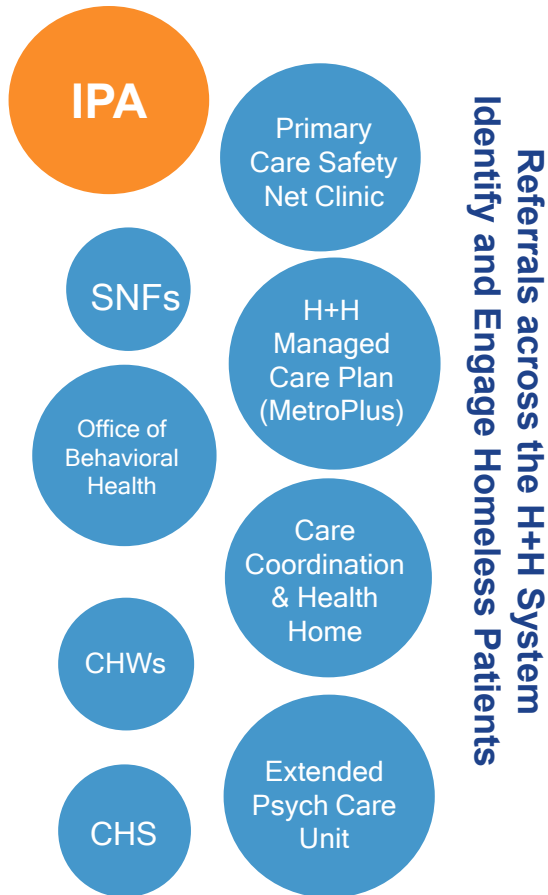 IPA
Primary
Care Safety
Net Clinic
SNFs
H+H
Managed
Care Plan
(MetroPlus)
Office of
Behavioral
Health
Care
Coordination
& Health
Home
CHWs
Extended
Psych Care
Unit
CHS
Referrals across the H+H System
Identify and Engage Homeless Patients